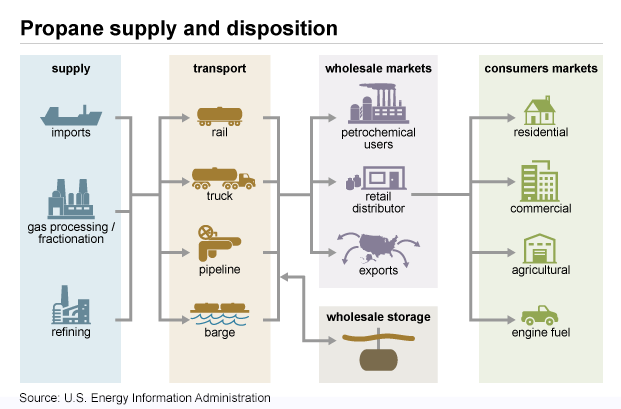 Propane supply and disposition
supply
transport
wholesale markets
consumers markets
imports
rail
petrochemical
users
residential
gas processing /
fractionation
truck
retail
distributor
commercial
pipeline
exports
agricultural
refining
barge
wholesale storage
engine fuel
Source: U.S. Energy Information Administration